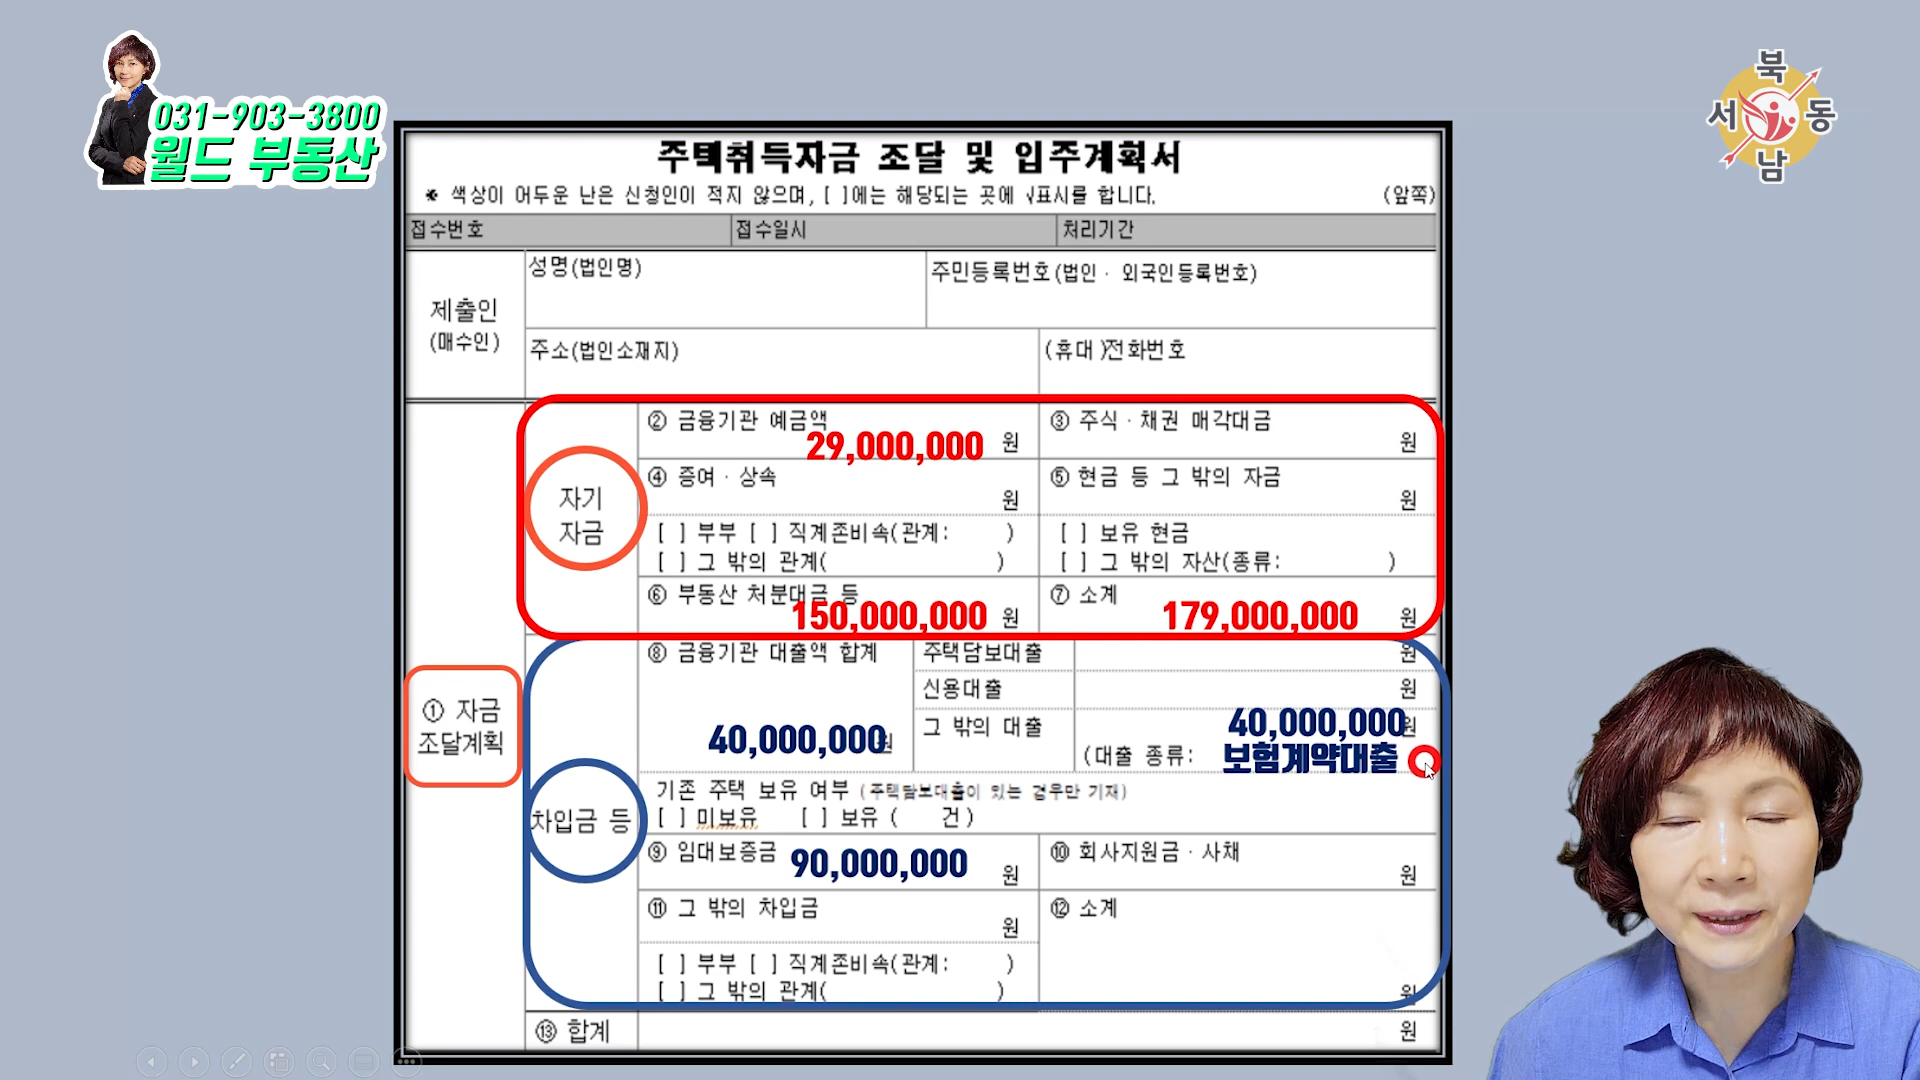 031-903-3800
월드 부동산
북
서 동
남
주택취득자금 조달 및 입주계획서
※ 색상이 어두운 난은 신청인이 적지 않으며, [ ]에는 해당되는 곳에 √표시를 합니다. (앞쪽)
접수번호 접수일시 처리기간
제출인
(매수인)
성명(법인명) 주민등록번호(법인 · 외국인등록번호)
주소(법인소재지) (휴대 )전화번호
① 자금
조달계획
자기
자금
② 금융기관 예금액 29,000,000 원
③ 주식 · 채권 매각대금 원
④ 증여 · 상속 원
⑤ 현금 등 그 밖의 자금 원
[ ] 부부 [ ] 직계존비속(관계: )
[ ] 그 밖의 관계( )
[ ] 보유 현금
[ ] 그 밖의 자산(종류: )
⑥ 부동산 처분대금 등 150,000,000 원
⑦ 소계 179,000,000 원
차입금 등
⑧ 금융기관 대출액 합계 40,000,000 원
주택담보대출 원
신용대출 원
그 밖의 대출 40,000,000 원
(대출 종류: 보험계약대출
기존 주택 보유 여부 (주택담보대출이 있는 경우만 기재)
[ ] 미보유 [ ] 보유 ( 건)
⑨ 임대보증금 90,000,000 원
⑩ 회사지원금 · 사채 원
⑪ 그 밖의 차입금 원
⑫ 소계 원
[ ] 부부 [ ] 직계존비속(관계: )
[ ] 그 밖의 관계( )
⑬ 합계 원